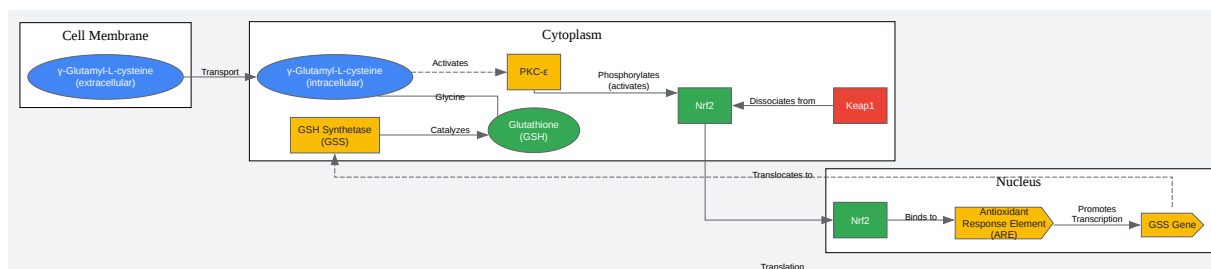 Cell Membrane
γ-Glutamyl-L-cysteine
(extracellular)
Transport
Cytoplasm
γ-Glutamyl-L-cysteine
(intracellular)
Activates
PKC-ε
Phosphorylates
(activates)
Nrf2
Dissociates from
Keap1
Glycine
GSH Synthetase
(GSS)
Catalyzes
Glutathione
(GSH)
Translocates to
Nucleus
Nrf2
Binds to
Antioxidant
Response Element
(ARE)
Promotes
Transcription
GSS Gene
Translation